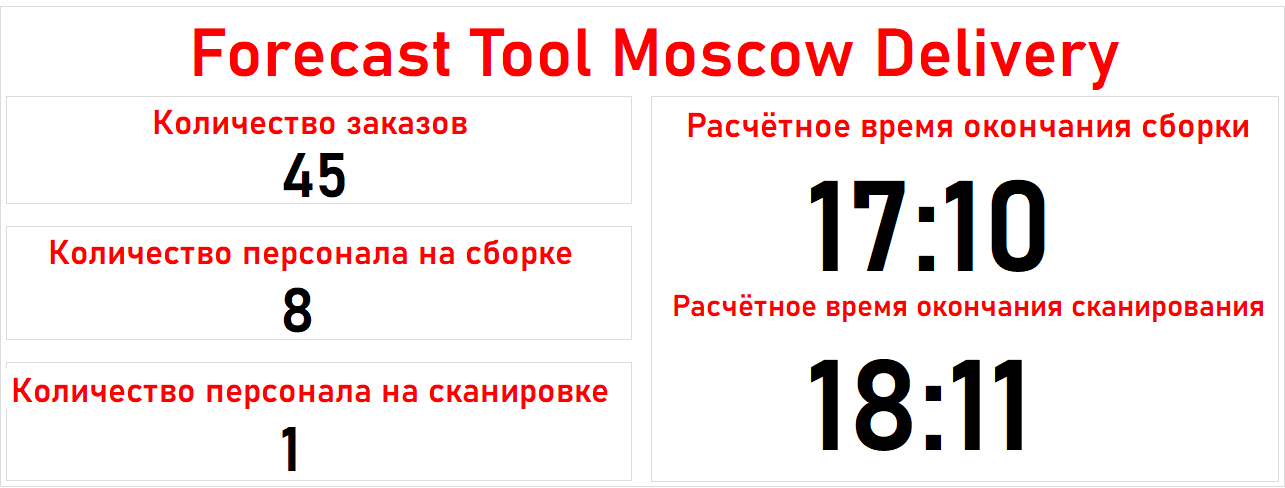 Forecast Tool Moscow Delivery
Количество заказов
45
Количество персонала на сборке
8
Количество персонала на сканировке
1
Расчётное время окончания сборки
17:10
Расчётное время окончания сканирования
18:11